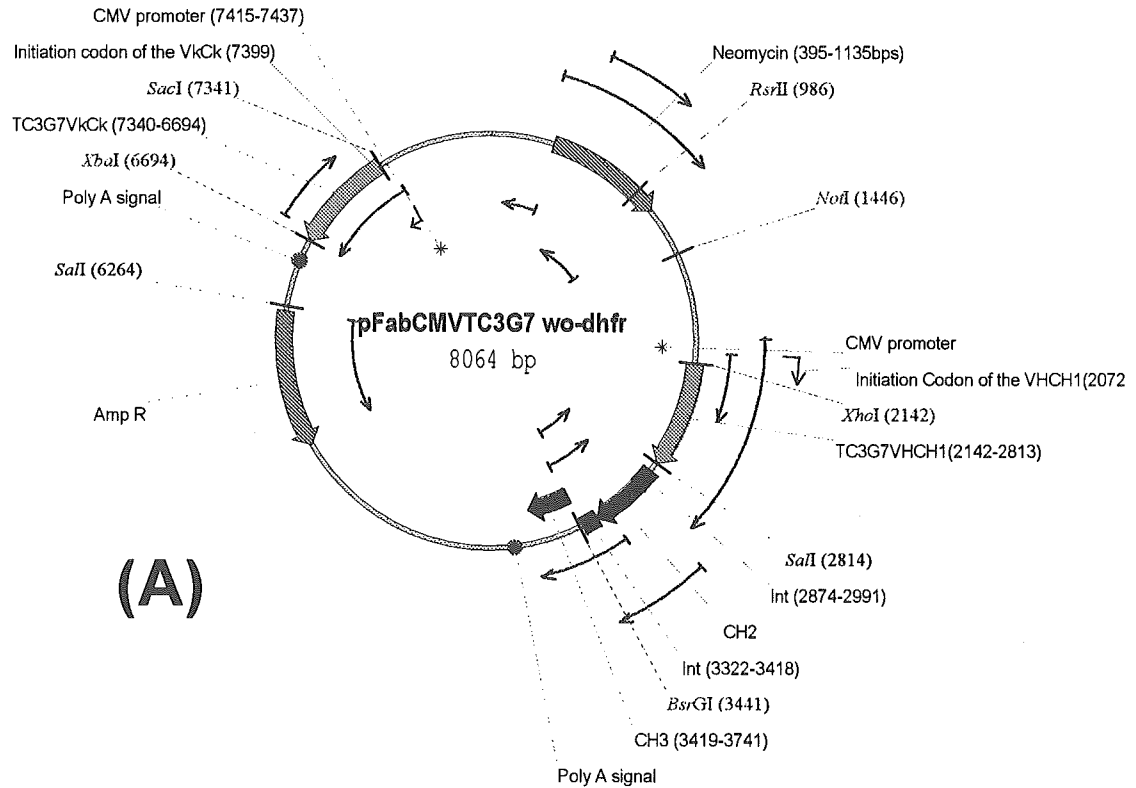 CMV promoter (7415-7437)
Initiation codon of the VkCk (7399)
SacI (7341)
TC3G7VkCk (7340-6694)
XbaI (6694)
Poly A signal
SalI (6264)
Amp R
Neomycin (395-1135bps)
RsrII (986)
NotI (1446)
pFabCMVTC3G7 wo-dhfr
8064 bp
CMV promoter
Initiation Codon of the VHCH1(2072
XhoI (2142)
TC3G7VHCH1(2142-2813)
SalI (2814)
Int (2874-2991)
CH2
Int (3322-3418)
BsrGI (3441)
CH3 (3419-3741)
Poly A signal
(A)